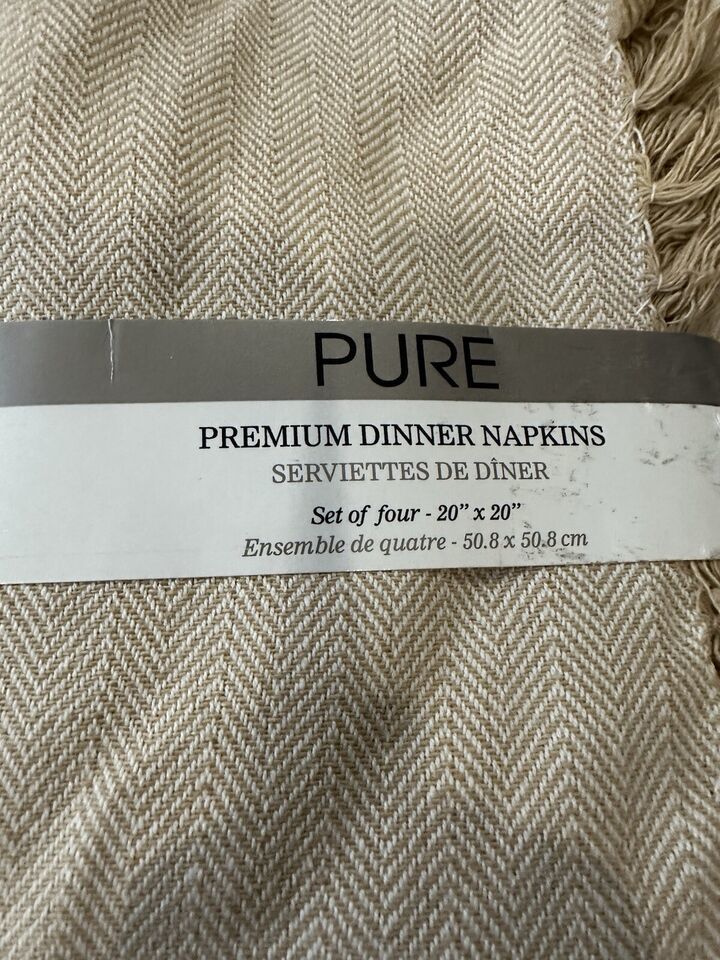 PURE
PREMIUM DINNER NAPKINS
SERVIETTES DE DÎNER
Set of four - 20” x 20”
Ensemble de quatre - 50.8 x 50.8 cm